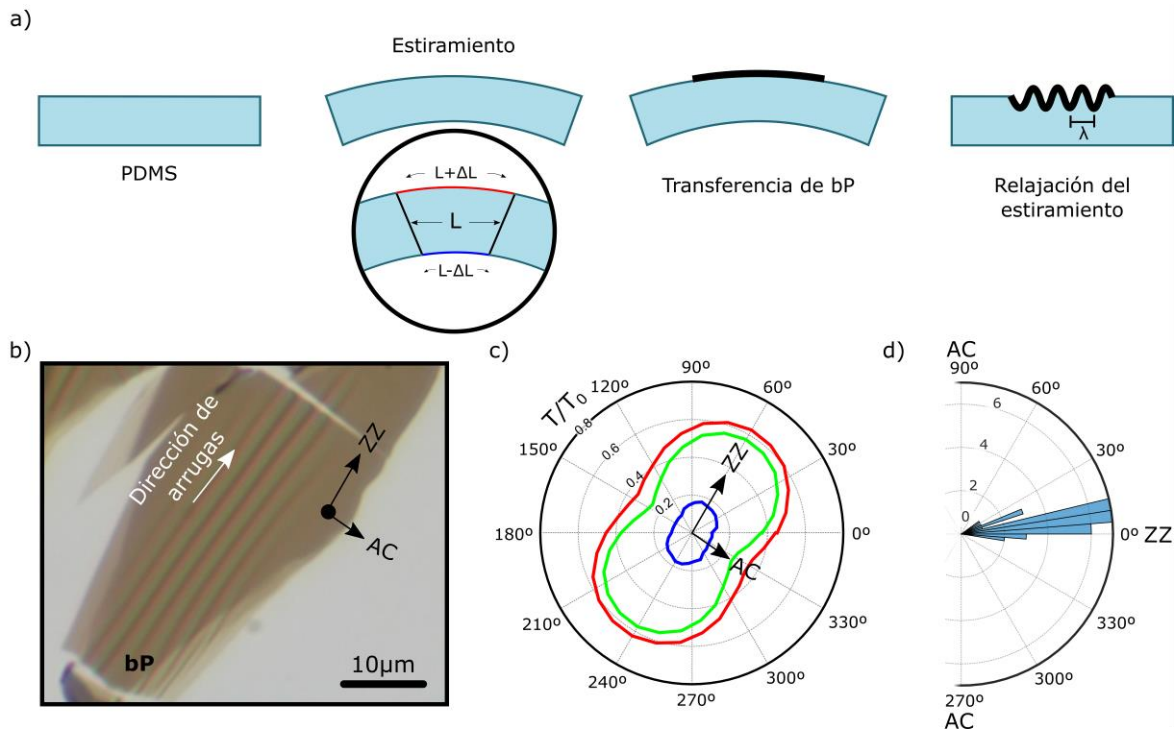 a)
Estiramiento
PDMS
L+ΔL
L
L-ΔL
Transferencia de bP
λ
Relajación del
estiramiento
b)
Dirección de
arrugas
ZZ
AC
bP
10μm
c)
T/T0
0.8
0.6
0.4
0.2
90º
60º
30º
0º
330º
300º
270º
240º
210º
180º
150º
120º
ZZ
AC
d)
AC
90º
60º
30º
0º ZZ
330º
300º
270º
AC
6
4
2
0